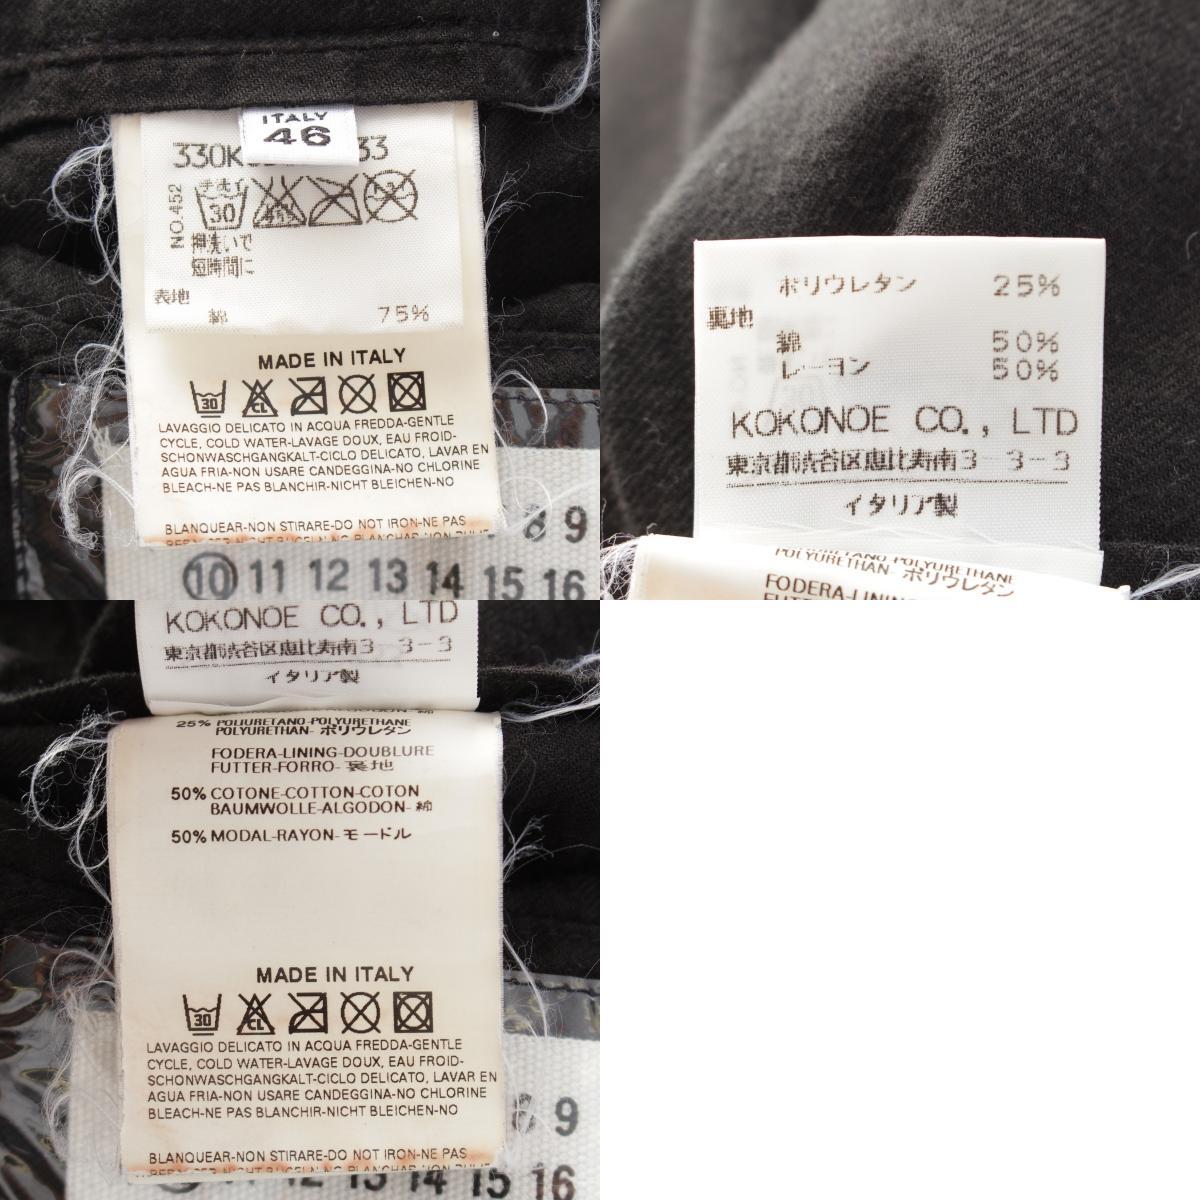 ITALY
46
NO.452
手洗イ
30
押洗いで
短時間に
表地
綿 75%
MADE IN ITALY
30 CL
LAVAGGIO DELICATO IN ACQUA FREDDA-GENTLE
CYCLE, COLD WATER-LAVAGE DOUX, EAU FROID-
SCHONWASCHGANGKALT-CICLO DELICATO, LAVAR EN
AGUA FRIA-NON USARE CANDEGGINA-NO CHLORINE
BLEACH-NE PAS BLANCHIR-NICHT BLEICHEN-NO
BLANQUEAR-NON STIRARE-DO NOT IRON-NE PAS
8 9
10 11 12 13 14 15 16
ポリウレタン 25%
裏地
綿 50%
レーヨン 50%
KOKONOE CO., LTD
東京都渋谷区恵比寿南3-3-3
イタリア製
POLYURETHAN-ポリウレタン
FODERA-LINING
KOKONOE CO., LTD
東京都渋谷区恵比寿南3-3-3
イタリア製
25% POLIURETANO-POLYURETHANE
POLYURETHAN-ポリウレタン
FODERA-LINING-DOUBLURE
FUTTER-FORRO-裏地
50% COTONE-COTTON-COTON
BAUMWOLLE-ALGODON-綿
50% MODAL-RAYON-モードル
MADE IN ITALY
30 CL
LAVAGGIO DELICATO IN ACQUA FREDDA-GENTLE
CYCLE, COLD WATER-LAVAGE DOUX, EAU FROID-
SCHONWASCHGANGKALT-CICLO DELICATO, LAVAR EN
AGUA FRIA-NON USARE CANDEGGINA-NO CHLORINE
BLEACH-NE PAS BLANCHIR-NICHT BLEICHEN-NO
BLANQUEAR-NON STIRARE-DO NOT IRON-NE PAS
8 9
12 13 14 15 16